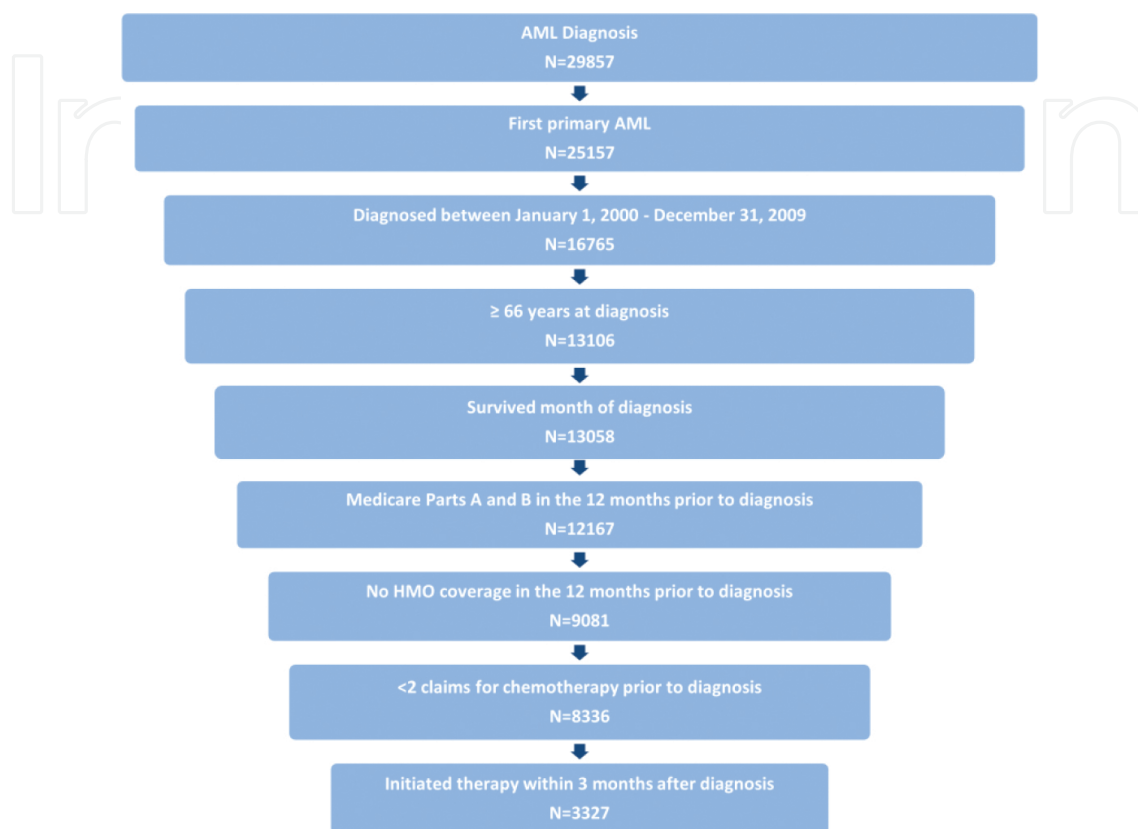 AML Diagnosis
N=29857
First primary AML
N=25157
Diagnosed between January 1, 2000 - December 31, 2009
N=16765
≥ 66 years at diagnosis
N=13106
Survived month of diagnosis
N=13058
Medicare Parts A and B in the 12 months prior to diagnosis
N=12167
No HMO coverage in the 12 months prior to diagnosis
N=9081
<2 claims for chemotherapy prior to diagnosis
N=8336
Initiated therapy within 3 months after diagnosis
N=3327